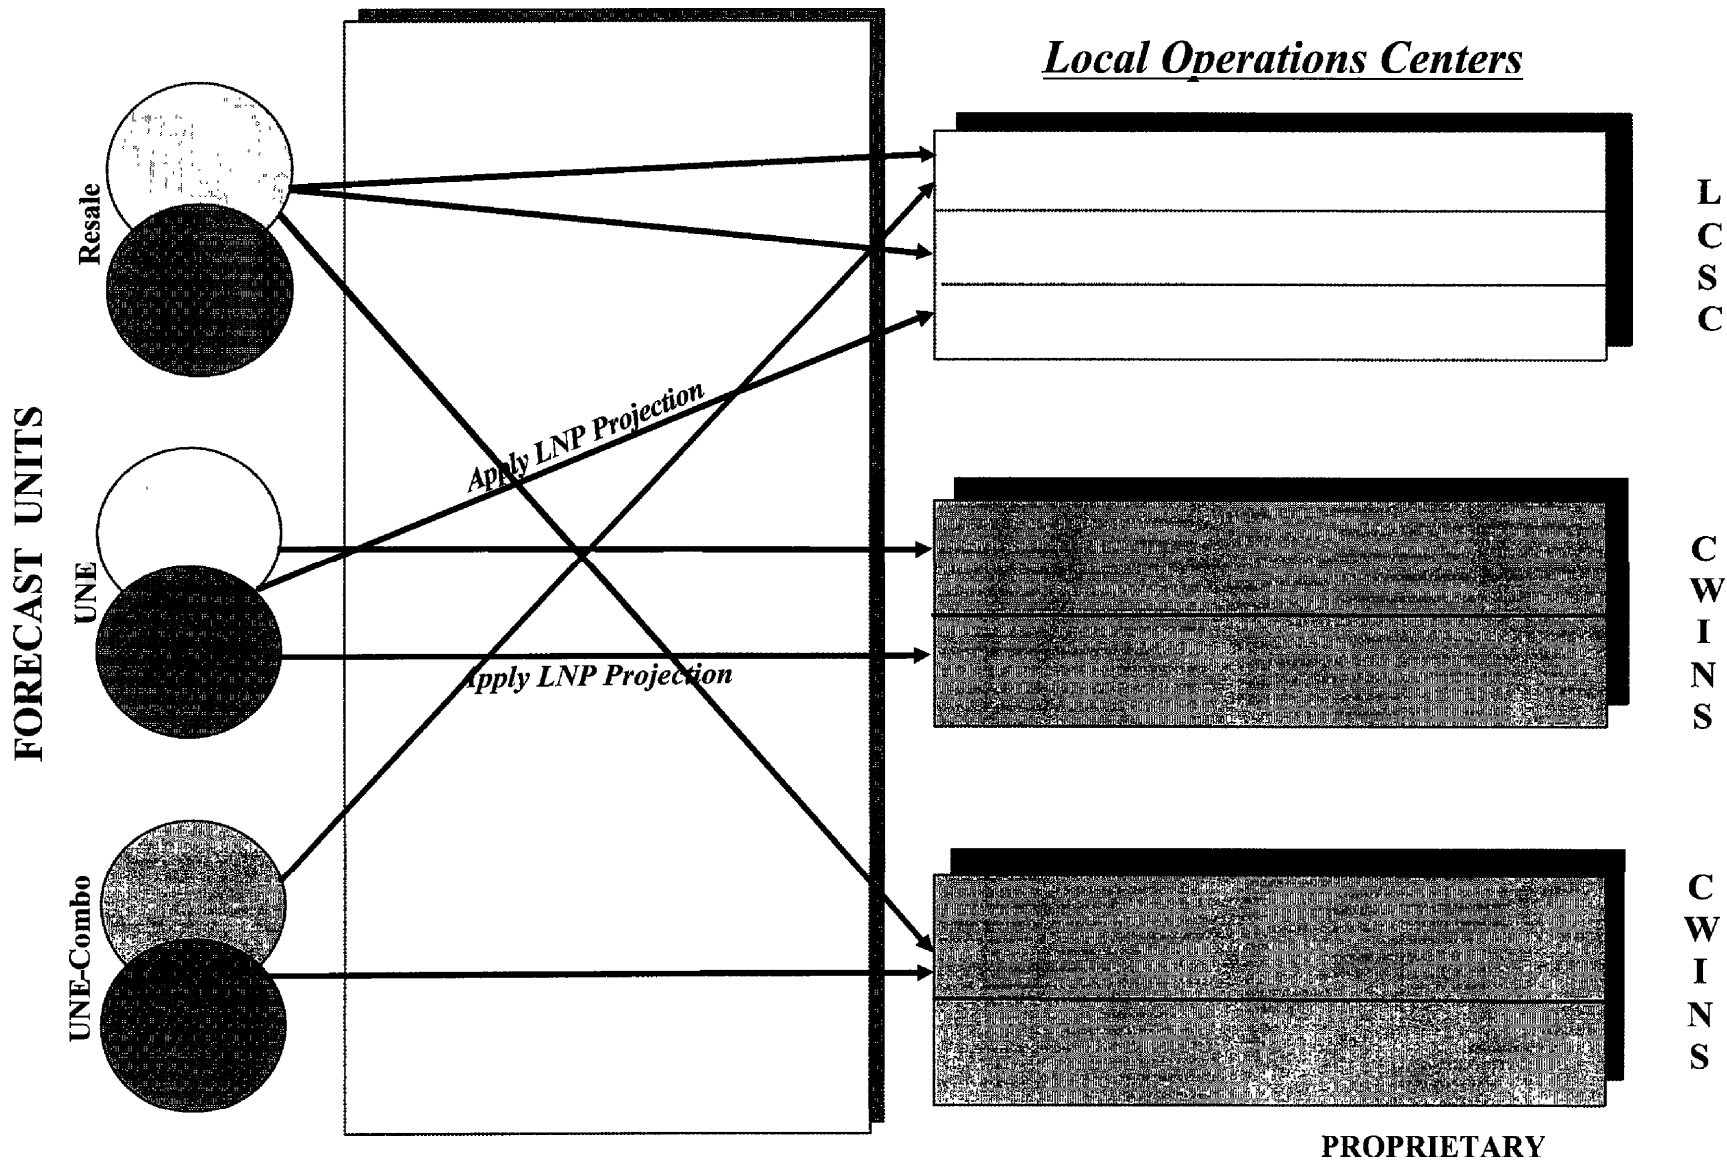 Local Operations Centers
FORECAST UNITS
Resale
UNE
UNE-Combo
Apply LNP Projection
Apply LNP Projection
L
C
S
C
C
W
I
N
S
C
W
I
N
S
PROPRIETARY